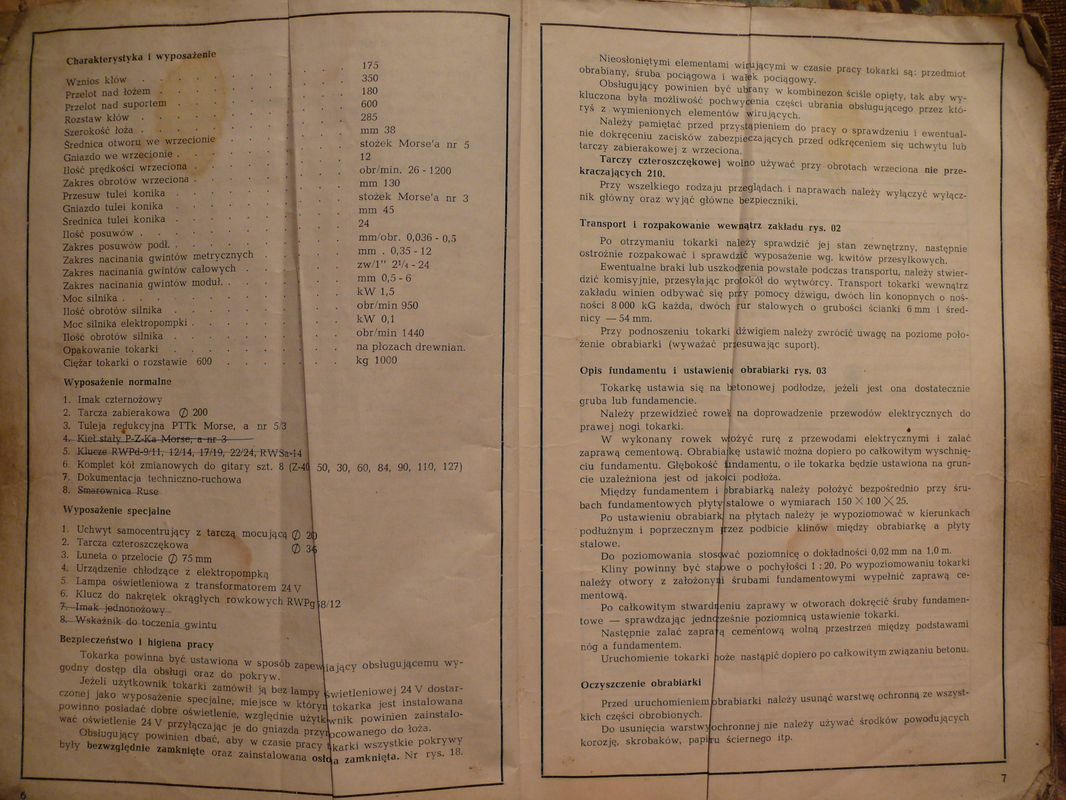 Charakterystyka i wyposażenie
Wznios kłów . . . . . . . . 175
Przelot nad łożem . . . . . . . . 350
Przelot nad suportem . . . . . . . . 180
Rozstaw kłów . . . . . . . . 600
Szerokość łoża . . . . . . . . 285
Średnica otworu we wrzecionie . . . . . . . . mm 38
Gniazdo we wrzecionie . . . . . . . . stożek Morse'a nr 5
Ilość prędkości wrzeciona . . . . . . . . 12
Zakres obrotów wrzeciona . . . . . . . . obr/min. 26 - 1200
Przesuw tulei konika . . . . . . . . mm 130
Gniazdo tulei konika . . . . . . . . stożek Morse'a nr 3
Średnica tulei konika . . . . . . . . mm 45
Ilość posuwów . . . . . . . . 24
Zakres posuwów podł. . . . . . . . . mm/obr. 0,036 - 0,5
Zakres nacinania gwintów metrycznych . . . . . . mm . 0,35 - 12
Zakres nacinania gwintów calowych . . . . . . zw/1" 2¼ - 24
Zakres nacinania gwintów moduł. . . . . . . mm 0,5 - 6
Moc silnika . . . . . . . . kW 1,5
Ilość obrotów silnika . . . . . . . . obr/min 950
Moc silnika elektropompki . . . . . . . . kW 0,1
Ilość obrotów silnika . . . . . . . . obr/min 1440
Opakowanie tokarki . . . . . . . . na płozach drewnian.
Ciężar tokarki o rozstawie 600 . . . . . . kg 1000
Wyposażenie normalne
1. Imak czternożowy
2. Tarcza zabierakowa ∅ 200
3. Tuleja redukcyjna PTTk Morse, a nr 5/3
4. Kieł stały P-Z-Ka Morse, a nr 3
5. Klucze RWPd-9/11, 12/14, 17/19, 22/24, RWSa-14
6. Komplet kół zmianowych do gitary szt. 8 (Z-40, 50, 30, 60, 84, 90, 110, 127)
7. Dokumentacja techniczno-ruchowa
8. Smarownica Ruse
Wyposażenie specjalne
1. Uchwyt samocentrujący z tarczą mocującą ∅
2. Tarcza czteroszczękowa ∅
3. Luneta o przelocie ∅ 75 mm
4. Urządzenie chłodzące z elektropompką
5. Lampa oświetleniowa z transformatorem 24 V
6. Klucz do nakrętek okrągłych rowkowych RWPg 8/12
7. Imak jednonożowy
8. Wskaźnik do toczenia gwintu
Bezpieczeństwo i higiena pracy
Tokarka powinna być ustawiona w sposób zapewniający obsługującemu wy-
godny dostęp dla obsługi oraz do pokryw.
Jeżeli użytkownik tokarki zamówił ją bez lampy oświetleniowej 24 V dostar-
czonej jako wyposażenie specjalne, miejsce w którym tokarka jest instalowana
powinno posiadać dobre oświetlenie, względnie użytkownik powinien zainstalo-
wać oświetlenie 24 V przyłączając je do gniazda przymocowanego do łoża.
Obsługujący powinien dbać, aby w czasie pracy tokarki wszystkie pokrywy
były bezwzględnie zamknięte oraz zainstalowana osłona zamknięta. Nr rys. 18.
6
Nieosłoniętymi elementami wirującymi w czasie pracy tokarki są: przedmiot
obrabiany, śruba pociągowa i wałek pociągowy.
Obsługujący powinien być ubrany w kombinezon ściśle opięty, tak aby wy-
kluczona była możliwość pochwycenia części ubrania obsługującego przez któ-
ryś z wymienionych elementów wirujących.
Należy pamiętać przed przystąpieniem do pracy o sprawdzeniu i ewentual-
nie dokręceniu zacisków zabezpieczających przed odkręceniem się uchwytu lub
tarczy zabierakowej z wrzeciona.
Tarczy czteroszczękowej wolno używać przy obrotach wrzeciona nie prze-
kraczających 210.
Przy wszelkiego rodzaju przeglądach i naprawach należy wyłączyć wyłącz-
nik główny oraz wyjąć główne bezpieczniki.
Transport i rozpakowanie wewnątrz zakładu rys. 02
Po otrzymaniu tokarki należy sprawdzić jej stan zewnętrzny, następnie
ostrożnie rozpakować i sprawdzić wyposażenie wg. kwitów przesyłkowych.
Ewentualne braki lub uszkodzenia powstałe podczas transportu, należy stwier-
dzić komisyjnie, przesyłając protokół do wytwórcy. Transport tokarki wewnątrz
zakładu winien odbywać się przy pomocy dźwigu, dwóch lin konopnych o noś-
ności 8 000 kG każda, dwóch rur stalowych o grubości ścianki 6 mm i śred-
nicy — 54 mm.
Przy podnoszeniu tokarki dźwigiem należy zwrócić uwagę na poziome poło-
żenie obrabiarki (wyważać przesuwając suport).
Opis fundamentu i ustawienie obrabiarki rys. 03
Tokarkę ustawia się na betonowej podłodze, jeżeli jest ona dostatecznie
gruba lub fundamencie.
Należy przewidzieć rowek na doprowadzenie przewodów elektrycznych do
prawej nogi tokarki.
W wykonany rowek włożyć rurę z przewodami elektrycznymi i zalać
zaprawą cementową. Obrabiarkę ustawić można dopiero po całkowitym wyschnię-
ciu fundamentu. Głębokość fundamentu, o ile tokarka będzie ustawiona na grun-
cie uzależniona jest od jakości podłoża.
Między fundamentem i obrabiarką należy położyć bezpośrednio przy śru-
bach fundamentowych płyty stalowe o wymiarach 150 X 100 X 25.
Po ustawieniu obrabiarki na płytach należy je wypoziomować w kierunkach
podłużnym i poprzecznym przez podbicie klinów między obrabiarkę a płyty
stalowe.
Do poziomowania stosować poziomnicę o dokładności 0,02 mm na 1,0 m.
Kliny powinny być stalowe o pochyłości 1 : 20. Po wypoziomowaniu tokarki
należy otwory z założonymi śrubami fundamentowymi wypełnić zaprawą ce-
mentową.
Po całkowitym stwardnieniu zaprawy w otworach dokręcić śruby fundamen-
towe — sprawdzając jednocześnie poziomnicą ustawienie tokarki.
Następnie zalać zaprawą cementową wolną przestrzeń między podstawami
nóg a fundamentem.
Uruchomienie tokarki może nastąpić dopiero po całkowitym związaniu betonu.
Oczyszczenie obrabiarki
Przed uruchomieniem obrabiarki należy usunąć warstwę ochronną ze wszyst-
kich części obrobionych.
Do usunięcia warstwy ochronnej nie należy używać środków powodujących
korozję, skrobaków, papieru ściernego itp.
7